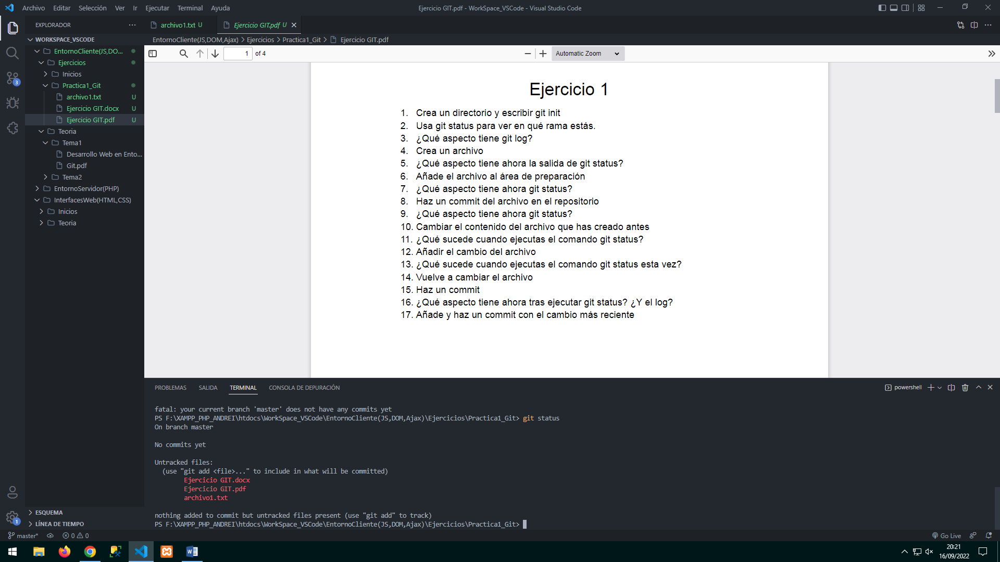 Archivo Editar Selección Ver Ir Ejecutar Terminal Ayuda
Ejercicio GIT.pdf - WorkSpace_VSCode - Visual Studio Code
EXPLORADOR
WORKSPACE_VSCODE
EntornoCliente(JS,DO...
Ejercicios
Inicios
Practica1_Git
archivo1.txt U
Ejercicio GIT.docx U
Ejercicio GIT.pdf U
Teoria
Tema1
Desarrollo Web en Ento...
Git.pdf
Tema2
EntornoServidor(PHP)
InterfacesWeb(HTML,CSS)
Inicios
Teoria
ESQUEMA
LÍNEA DE TIEMPO
3
1
archivo1.txt U
Ejercicio GIT.pdf U
EntornoCliente(JS,DOM,Ajax) > Ejercicios > Practica1_Git > Ejercicio GIT.pdf
1 of 4
Automatic Zoom
Ejercicio 1
1. Crea un directorio y escribir git init
2. Usa git status para ver en qué rama estás.
3. ¿Qué aspecto tiene git log?
4. Crea un archivo
5. ¿Qué aspecto tiene ahora la salida de git status?
6. Añade el archivo al área de preparación
7. ¿Qué aspecto tiene ahora git status?
8. Haz un commit del archivo en el repositorio
9. ¿Qué aspecto tiene ahora git status?
10. Cambiar el contenido del archivo que has creado antes
11. ¿Qué sucede cuando ejecutas el comando git status?
12. Añadir el cambio del archivo
13. ¿Qué sucede cuando ejecutas el comando git status esta vez?
14. Vuelve a cambiar el archivo
15. Haz un commit
16. ¿Qué aspecto tiene ahora tras ejecutar git status? ¿Y el log?
17. Añade y haz un commit con el cambio más reciente
PROBLEMAS SALIDA TERMINAL CONSOLA DE DEPURACIÓN
powershell
fatal: your current branch 'master' does not have any commits yet
PS F:\XAMPP_PHP_ANDREI\htdocs\WorkSpace_VSCode\EntornoCliente(JS,DOM,Ajax)\Ejercicios\Practica1_Git> git status
On branch master
No commits yet
Untracked files:
(use "git add <file>..." to include in what will be committed)
Ejercicio GIT.docx
Ejercicio GIT.pdf
archivo1.txt
nothing added to commit but untracked files present (use "git add" to track)
PS F:\XAMPP_PHP_ANDREI\htdocs\WorkSpace_VSCode\EntornoCliente(JS,DOM,Ajax)\Ejercicios\Practica1_Git>
master* 0 0
Go Live
20:21
16/09/2022